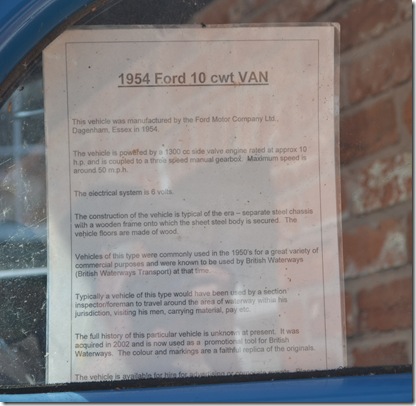 1954 Ford 10 cwt VAN
This vehicle was manufactured by the Ford Motor Company Ltd.,
Dagenham, Essex in 1954.
The vehicle is powered by a 1300 cc side valve engine rated at approx 10
h.p. and is coupled to a three speed manual gearbox. Maximum speed is
around 50 m.p.h.
The electrical system is 6 volts.
The construction of the vehicle is typical of the era – separate steel chassis
with a wooden frame onto which the sheet steel body is secured. The
vehicle floors are made of wood.
Vehicles of this type were commonly used in the 1950's for a great variety of
commercial purposes and were known to be used by British Waterways
(British Waterways Transport) at that time.
Typically a vehicle of this type would have been used by a section
inspector/foreman to travel around the area of waterway within his
jurisdiction, visiting his men, carrying material, pay etc.
The full history of this particular vehicle is unknown at present. It was
acquired in 2002 and is now used as a promotional tool for British
Waterways. The colour and markings are a faithful replica of the originals.
The vehicle is available for hire for advertising or